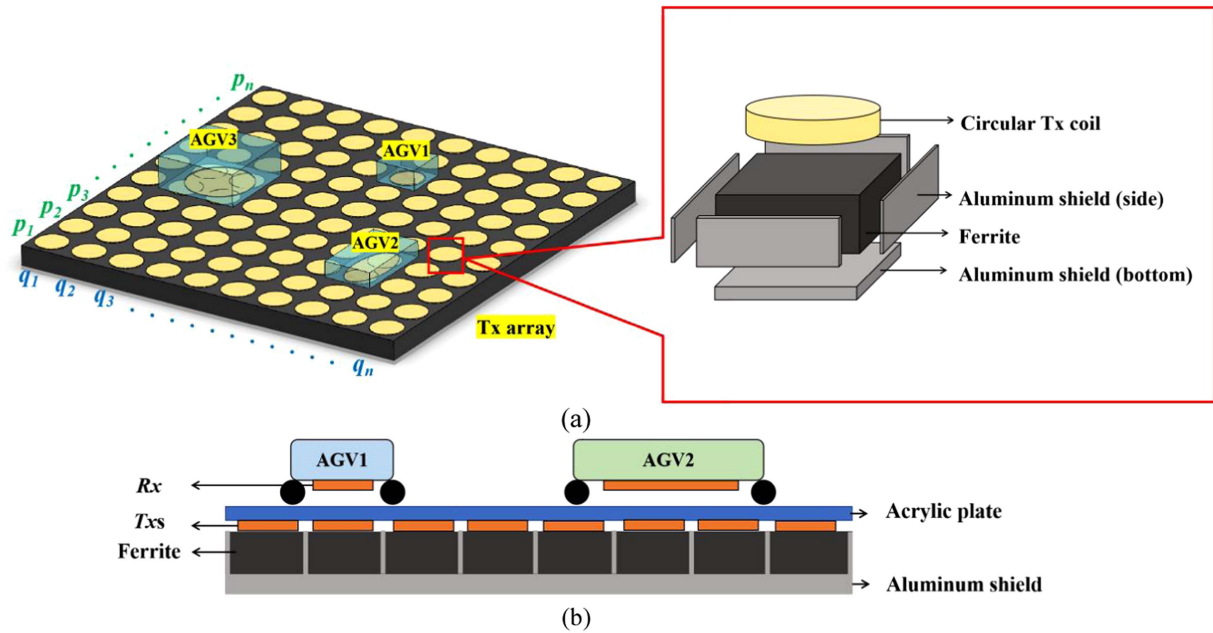 pn
AGV3
AGV1
p3
p2
p1
AGV2
q1
q2
q3
Tx array
qn
Circular Tx coil
Aluminum shield (side)
Ferrite
Aluminum shield (bottom)
(a)
AGV1
AGV2
Rx
Acrylic plate
Txs
Ferrite
Aluminum shield
(b)